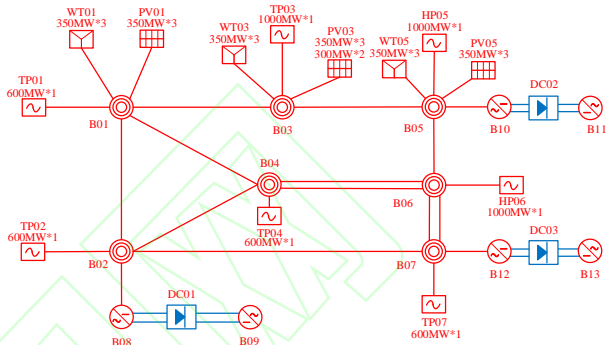 WT01
350MW*3
PV01
350MW*3
TP03
1000MW*1
WT03
350MW*3
PV03
350MW*3
300MW*2
HP05
1000MW*1
WT05
350MW*3
PV05
350MW*3
TP01
600MW*1
B01
B03
B05
DC02
B10
B11
B04
B06
HP06
1000MW*1
TP02
600MW*1
TP04
600MW*1
B02
B07
DC03
B12
B13
DC01
B08
B09
TP07
600MW*1